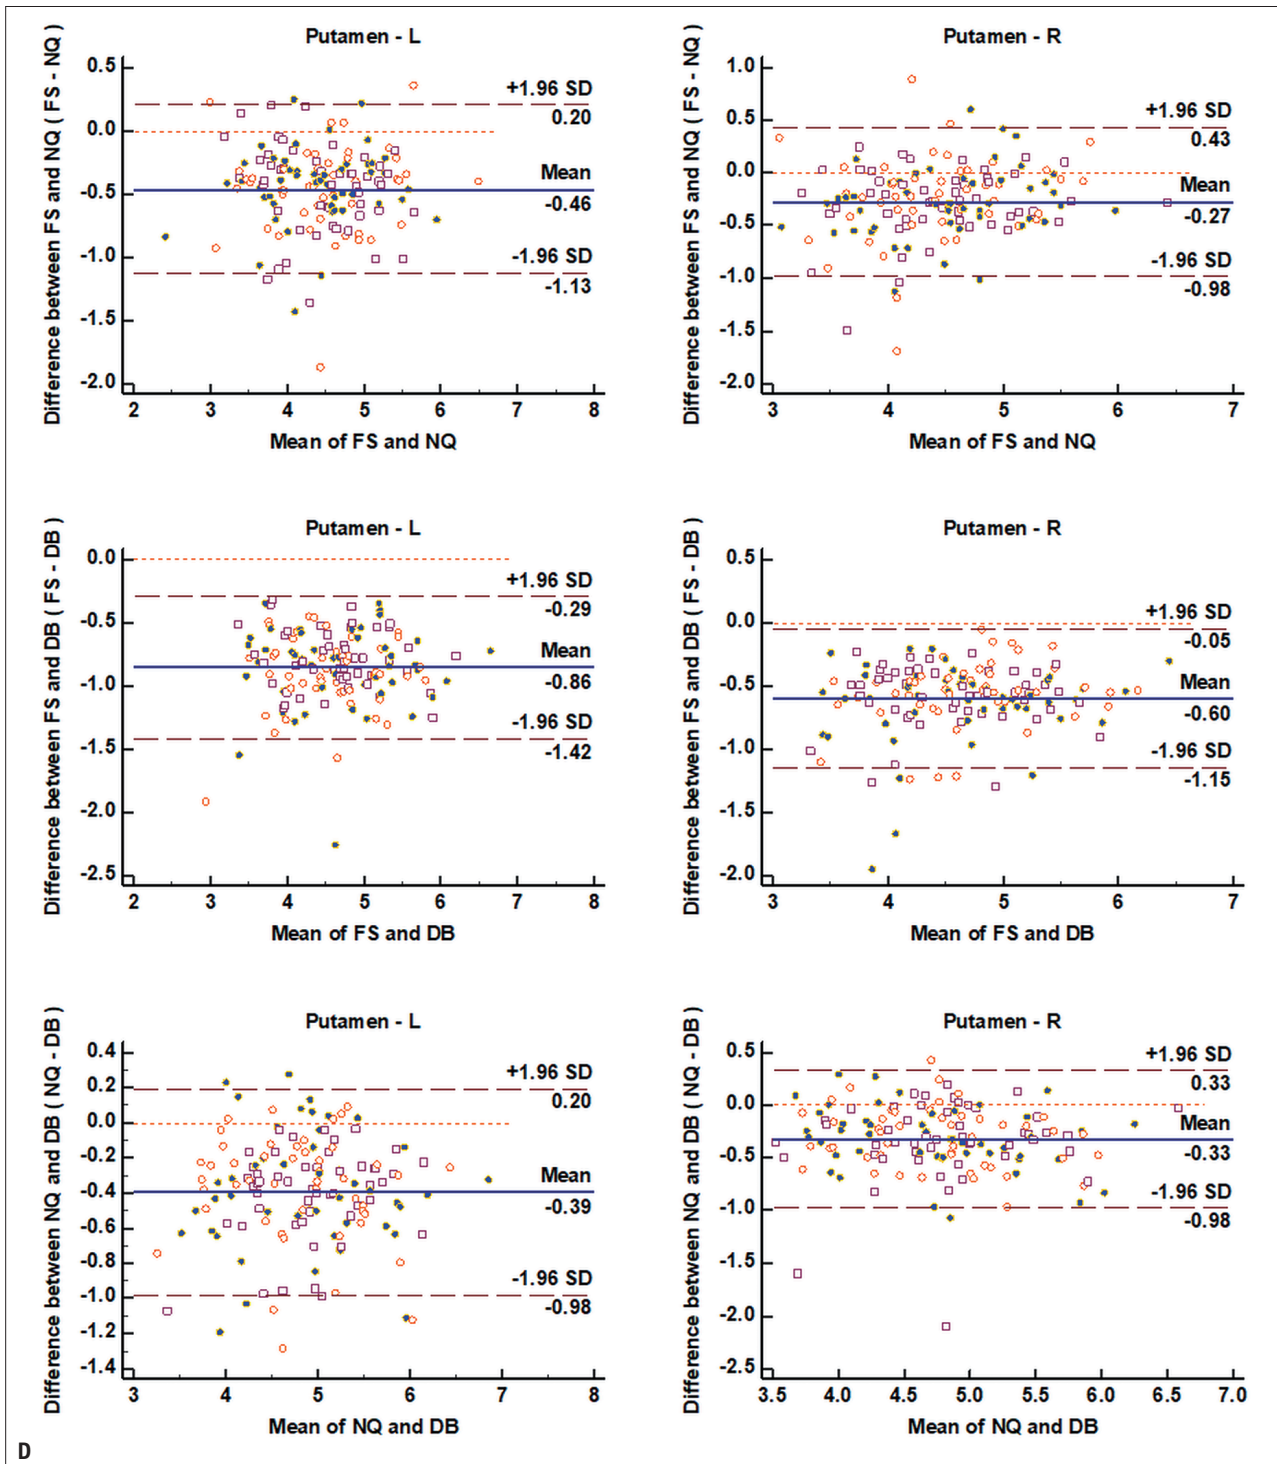 Putamen - L
Difference between FS and NQ ( FS - NQ)
0.5
0.0
-0.5
-1.0
-1.5
-2.0
+1.96 SD
0.20
Mean
-0.46
-1.96 SD
-1.13
2 3 4 5 6 7 8
Mean of FS and NQ
Putamen - R
Difference between FS and NQ ( FS - NQ)
1.0
0.5
0.0
-0.5
-1.0
-1.5
-2.0
+1.96 SD
0.43
Mean
-0.27
-1.96 SD
-0.98
3 4 5 6 7
Mean of FS and NQ
Putamen - L
Difference between FS and DB ( FS - DB )
0.0
-0.5
-1.0
-1.5
-2.0
-2.5
+1.96 SD
-0.29
Mean
-0.86
-1.96 SD
-1.42
2 3 4 5 6 7 8
Mean of FS and DB
Putamen - R
Difference between FS and DB ( FS - DB )
0.5
0.0
-0.5
-1.0
-1.5
-2.0
+1.96 SD
-0.05
Mean
-0.60
-1.96 SD
-1.15
3 4 5 6 7
Mean of FS and DB
Putamen - L
Difference between NQ and DB ( NQ - DB )
0.4
0.2
0.0
-0.2
-0.4
-0.6
-0.8
-1.0
-1.2
-1.4
+1.96 SD
0.20
Mean
-0.39
-1.96 SD
-0.98
3 4 5 6 7 8
Mean of NQ and DB
Putamen - R
Difference between NQ and DB ( NQ - DB )
0.5
0.0
-0.5
-1.0
-1.5
-2.0
-2.5
+1.96 SD
0.33
Mean
-0.33
-1.96 SD
-0.98
3.5 4.0 4.5 5.0 5.5 6.0 6.5 7.0
Mean of NQ and DB
D